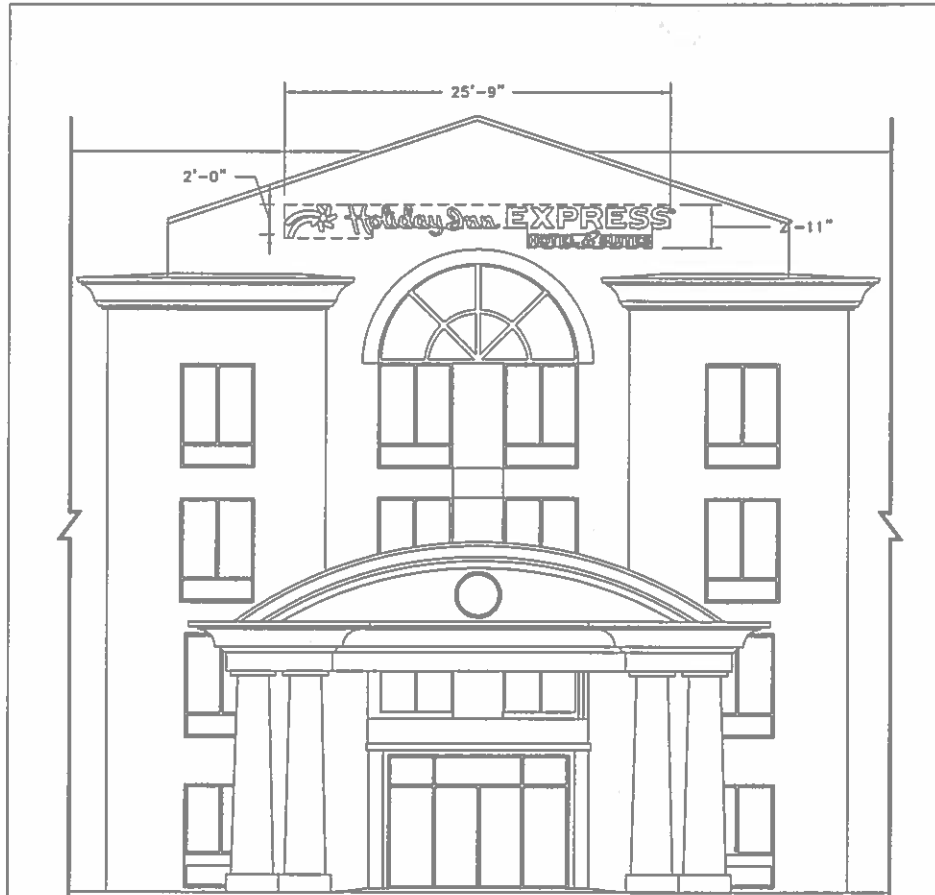 25'-9"
2'-0"
Holiday Inn EXPRESS
HOTEL & SUITES
2'-11"